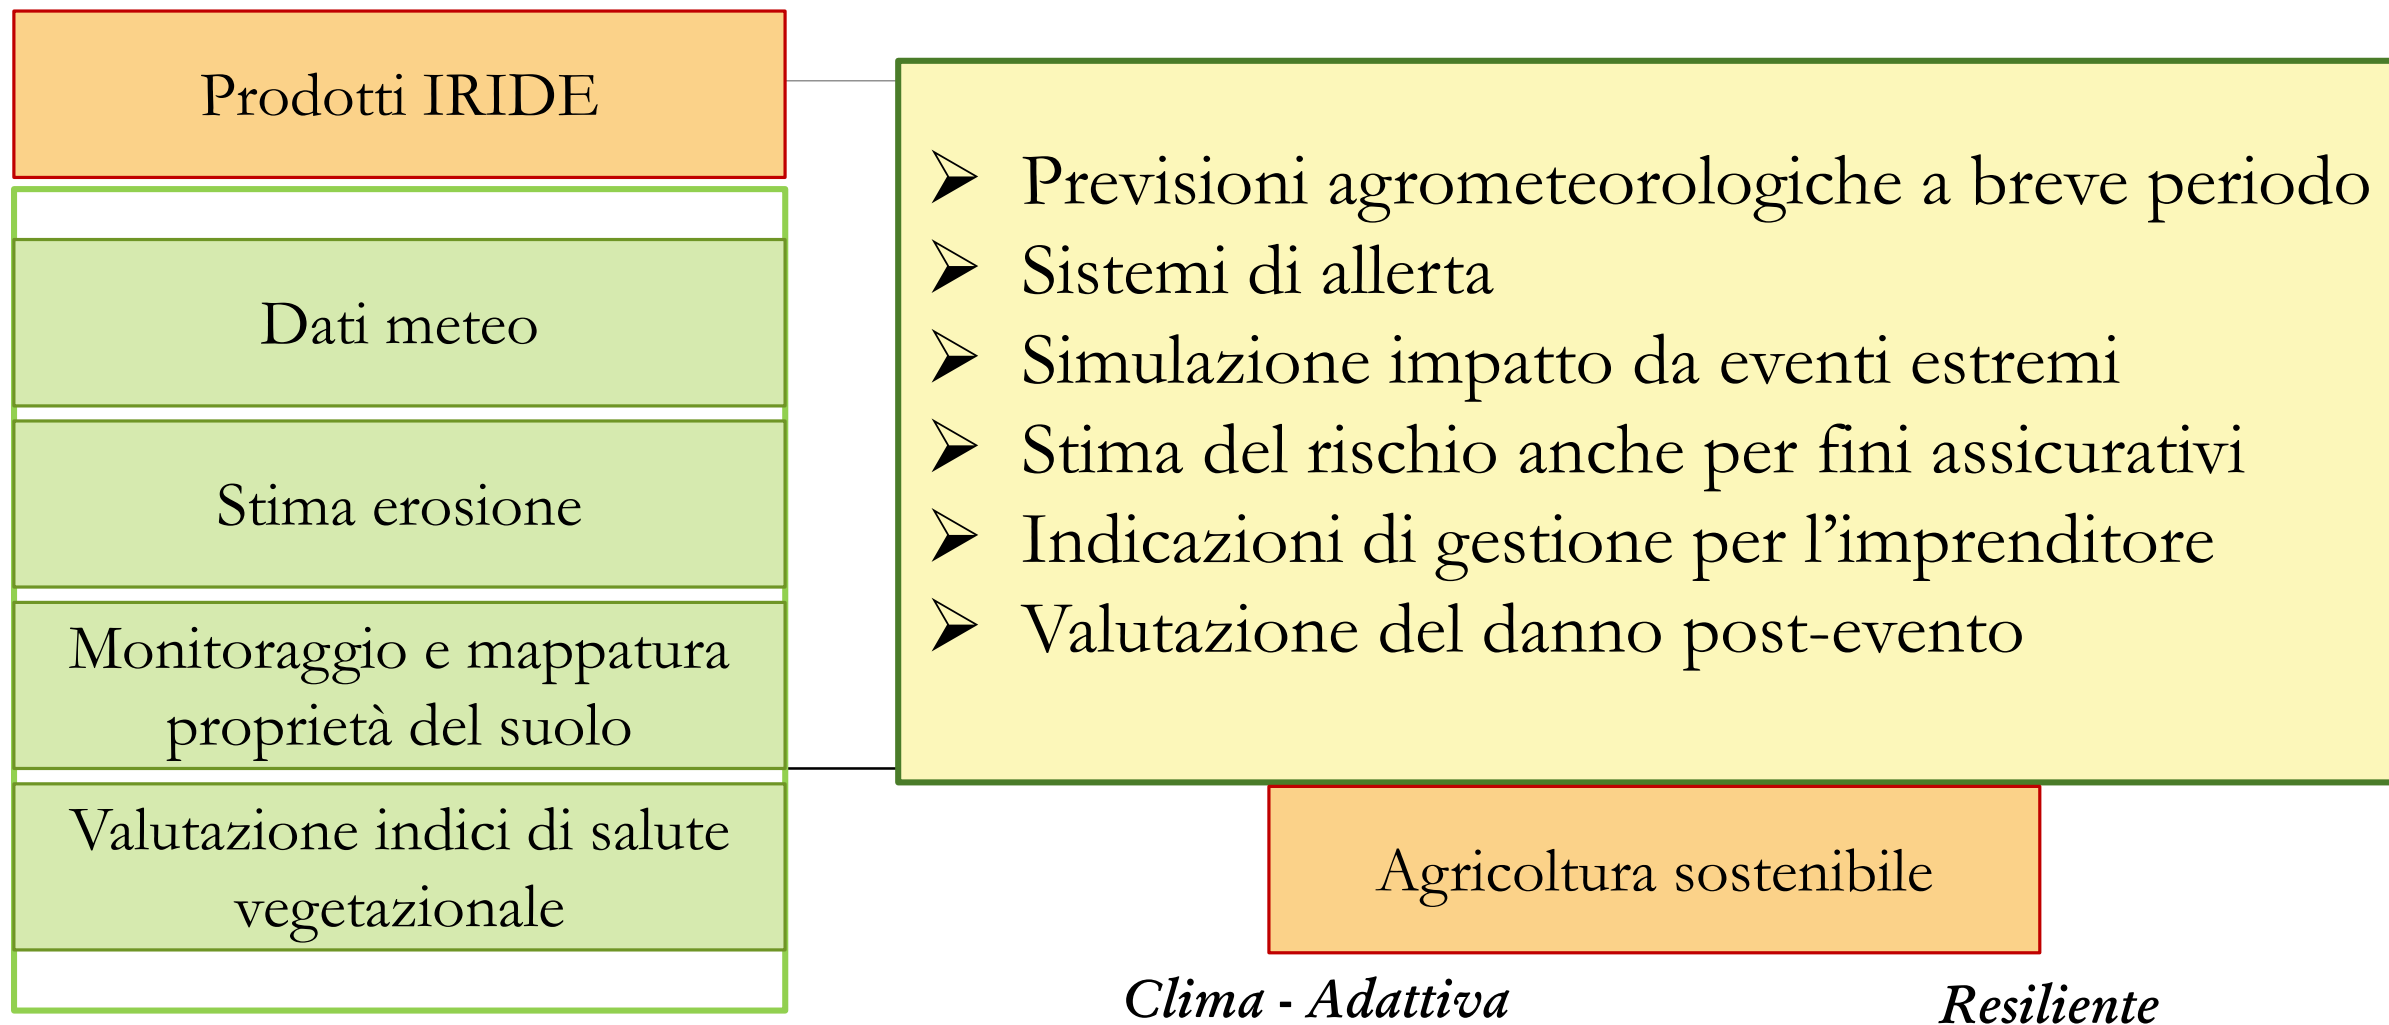 Prodotti IRIDE
Dati meteo
Stima erosione
Monitoraggio e mappatura
proprietà del suolo
Valutazione indici di salute
vegetazionale
Previsioni agrometeorologiche a breve periodo
Sistemi di allerta
Simulazione impatto da eventi estremi
Stima del rischio anche per fini assicurativi
Indicazioni di gestione per l’imprenditore
Valutazione del danno post-evento
Agricoltura sostenibile
Clima - Adattiva
Resiliente